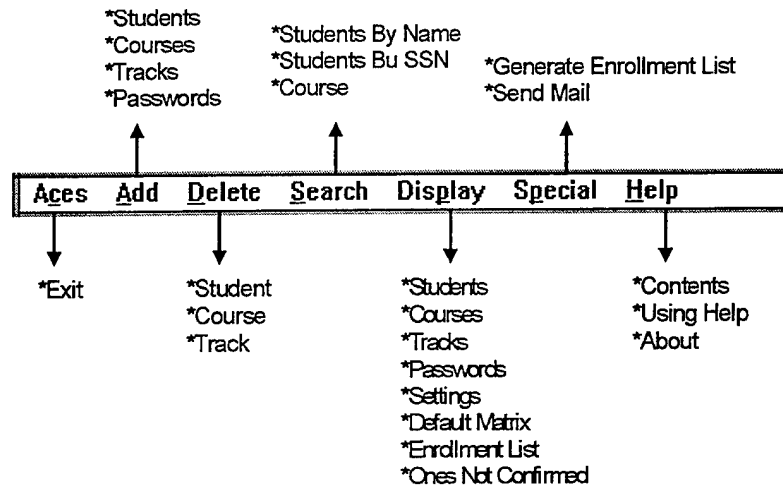 *Students
*Courses
*Tracks
*Passwords
*Students By Name
*Students Bu SSN
*Course
*Generate Enrollment List
*Send Mail
Aces Add Delete Search Display Special Help
*Exit
*Student
*Course
*Track
*Students
*Courses
*Tracks
*Passwords
*Settings
*Default Matrix
*Enrollment List
*Ones Not Confirmed
*Contents
*Using Help
*About